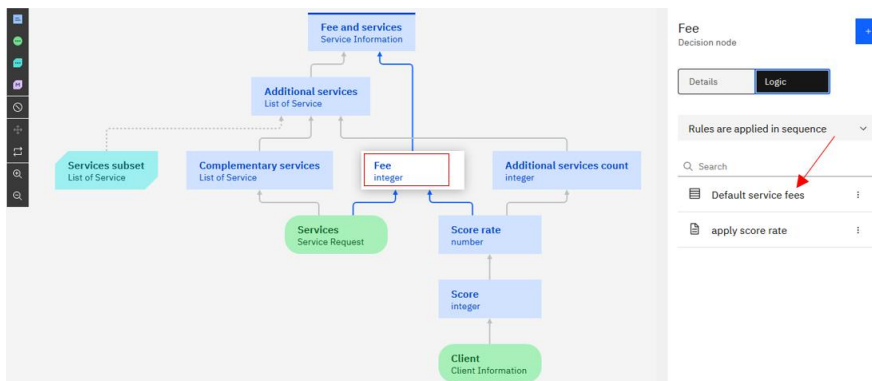 Fee and services
Service Information
Additional services
List of Service
Services subset
List of Service
Complementary services
List of Service
Fee
integer
Additional services count
integer
Services
Service Request
Score rate
number
Score
integer
Client
Client Information
Fee
Decision node
+
Details
Logic
Rules are applied in sequence
Search
Default service fees
apply score rate